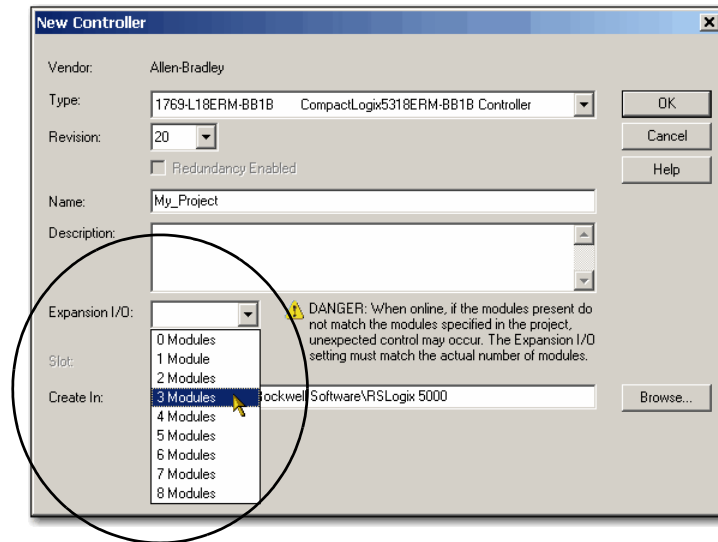 New Controller
Vendor: Allen-Bradley
Type: 1769-L18ERM-BB1B CompactLogix5318ERM-BB1B Controller
OK
Revision: 20
Cancel
Redundancy Enabled
Help
Name: My_Project
Description:
Expansion I/O:
DANGER: When online, if the modules present do
not match the modules specified in the project,
unexpected control may occur. The Expansion I/O
setting must match the actual number of modules.
0 Modules
1 Module
Slot:
2 Modules
Create In:
3 Modules
ockwell Software\RSLogix 5000
Browse...
4 Modules
5 Modules
6 Modules
7 Modules
8 Modules